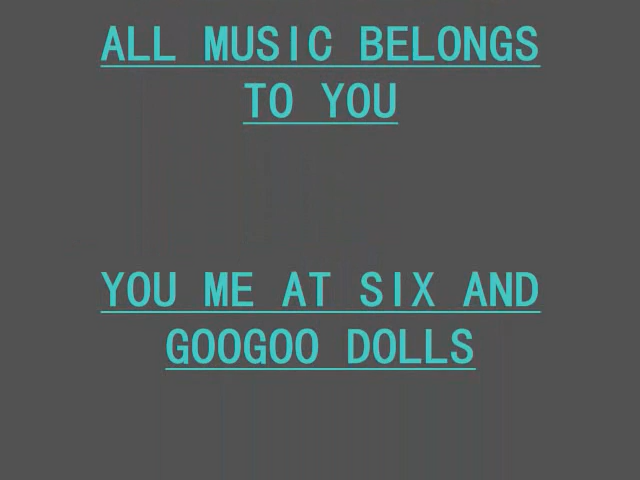 ALL MUSIC BELONGS
TO YOU
YOU ME AT SIX AND
GOOGOO DOLLS